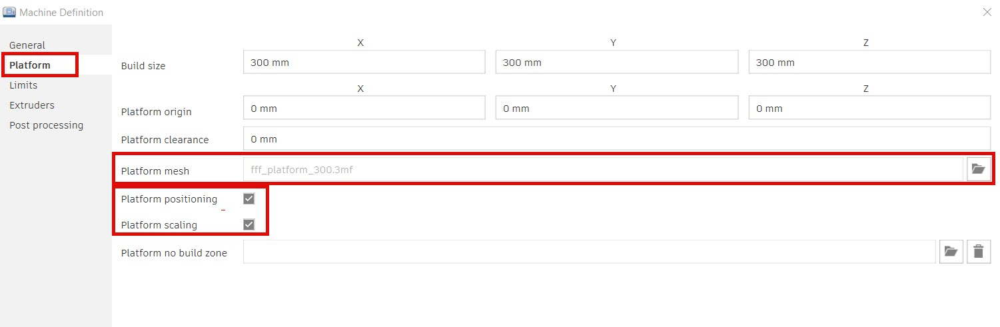 Machine Definition
General
Platform
Limits
Extruders
Post processing
X Y Z
Build size 300 mm 300 mm 300 mm
X Y Z
Platform origin 0 mm 0 mm 0 mm
Platform clearance 0 mm
Platform mesh fff_platform_300.3mf
Platform positioning
Platform scaling
Platform no build zone